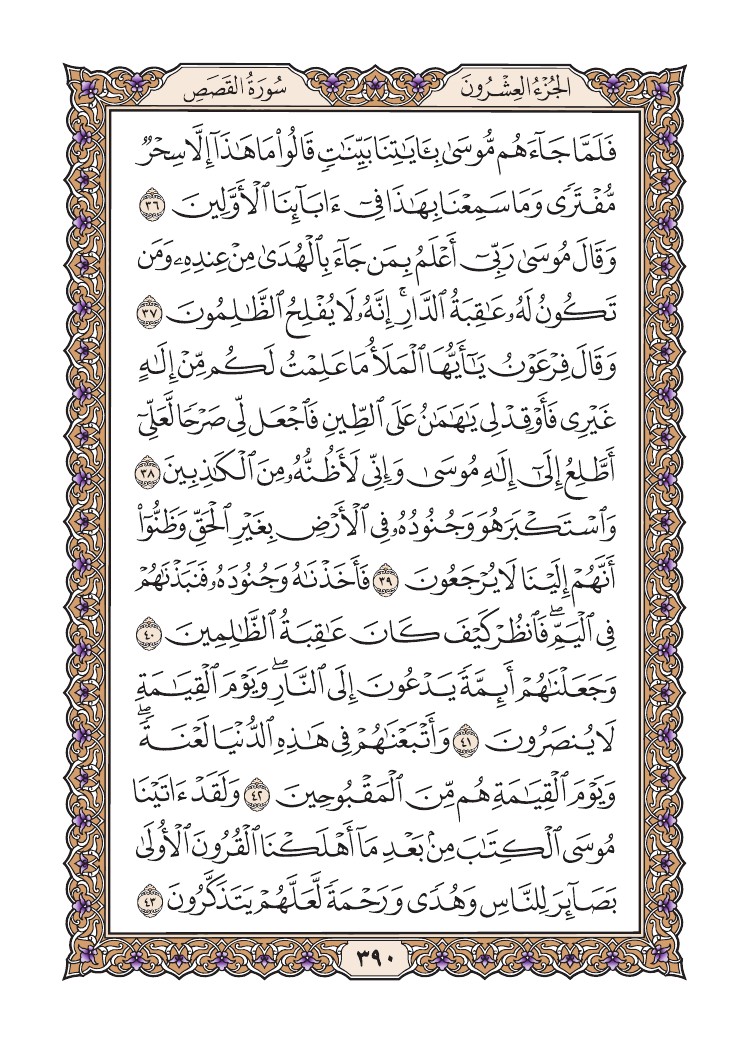 الجُزْءُ العِشْرُونَ
سُورَةُ القَصَصِ
فَلَمَّا جَآءَهُم مُّوسَىٰ بِـَٔايَٰتِنَا بَيِّنَٰتٖ قَالُواْ مَا هَٰذَآ إِلَّا سِحۡرٞ
مُّفۡتَرٗى وَمَا سَمِعۡنَا بِهَٰذَا فِيٓ ءَابَآئِنَا ٱلۡأَوَّلِينَ ٣٦
وَقَالَ مُوسَىٰ رَبِّيٓ أَعۡلَمُ بِمَن جَآءَ بِٱلۡهُدَىٰ مِنۡ عِندِهِۦ وَمَن
تَكُونُ لَهُۥ عَٰقِبَةُ ٱلدَّارِۚ إِنَّهُۥ لَا يُفۡلِحُ ٱلظَّٰلِمُونَ ٣٧
وَقَالَ فِرۡعَوۡنُ يَٰٓأَيُّهَا ٱلۡمَلَأُ مَا عَلِمۡتُ لَكُم مِّنۡ إِلَٰهٍ
غَيۡرِي فَأَوۡقِدۡ لِي يَٰهَٰمَٰنُ عَلَى ٱلطِّينِ فَٱجۡعَل لِّي صَرۡحٗا لَّعَلِّيٓ
أَطَّلِعُ إِلَىٰٓ إِلَٰهِ مُوسَىٰ وَإِنِّي لَأَظُنُّهُۥ مِنَ ٱلۡكَٰذِبِينَ ٣٨
وَٱسۡتَكۡبَرَ هُوَ وَجُنُودُهُۥ فِي ٱلۡأَرۡضِ بِغَيۡرِ ٱلۡحَقِّ وَظَنُّوٓاْ
أَنَّهُمۡ إِلَيۡنَا لَا يُرۡجَعُونَ ٣٩ فَأَخَذۡنَٰهُ وَجُنُودَهُۥ فَنَبَذۡنَٰهُمۡ
فِي ٱلۡيَمِّۖ فَٱنظُرۡ كَيۡفَ كَانَ عَٰقِبَةُ ٱلظَّٰلِمِينَ ٤٠
وَجَعَلۡنَٰهُمۡ أَئِمَّةٗ يَدۡعُونَ إِلَى ٱلنَّارِۖ وَيَوۡمَ ٱلۡقِيَٰمَةِ
لَا يُنصَرُونَ ٤١ وَأَتۡبَعۡنَٰهُمۡ فِي هَٰذِهِ ٱلدُّنۡيَا لَعۡنَةٗۖ
وَيَوۡمَ ٱلۡقِيَٰمَةِ هُم مِّنَ ٱلۡمَقۡبُوحِينَ ٤٢ وَلَقَدۡ ءَاتَيۡنَا
مُوسَى ٱلۡكِتَٰبَ مِنۢ بَعۡدِ مَآ أَهۡلَكۡنَا ٱلۡقُرُونَ ٱلۡأُولَىٰ
بَصَآئِرَ لِلنَّاسِ وَهُدٗى وَرَحۡمَةٗ لَّعَلَّهُمۡ يَتَذَكَّرُونَ ٤٣
٣٩٠